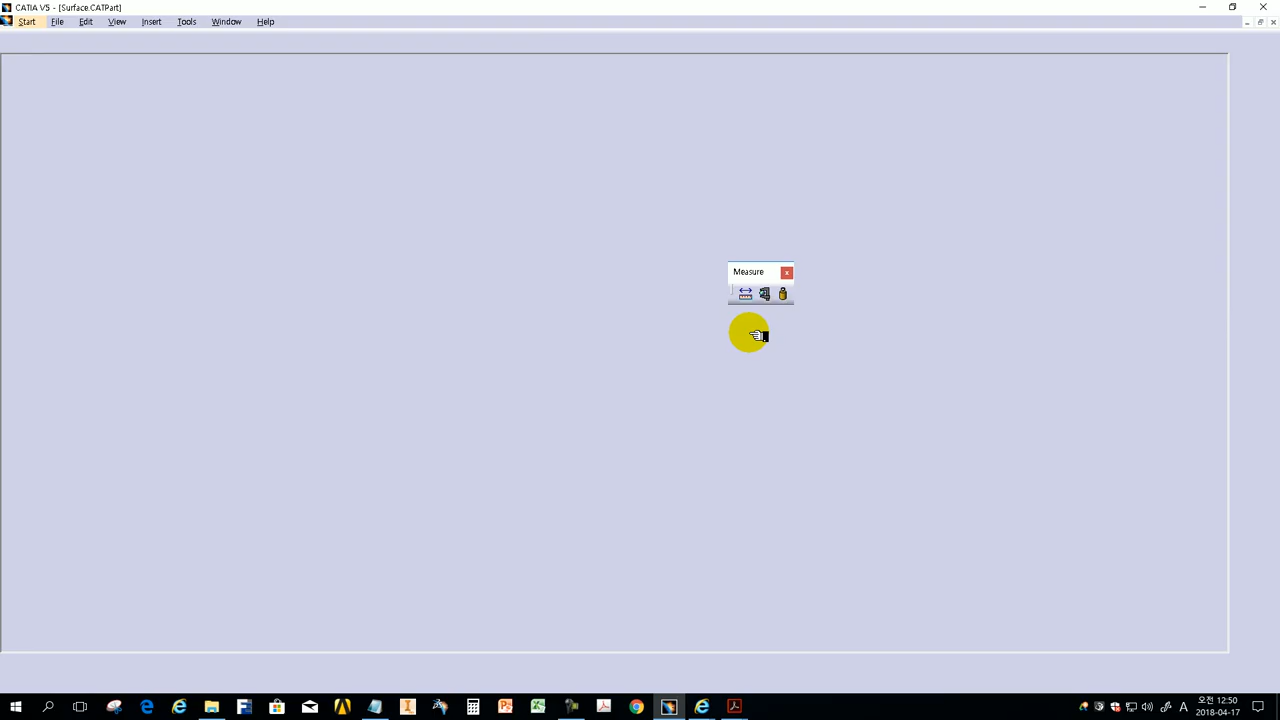 CATIA V5 - [Surface.CATPart]
Start File Edit View Insert Tools Window Help
Measure
A 오전 12:50
2018-04-17